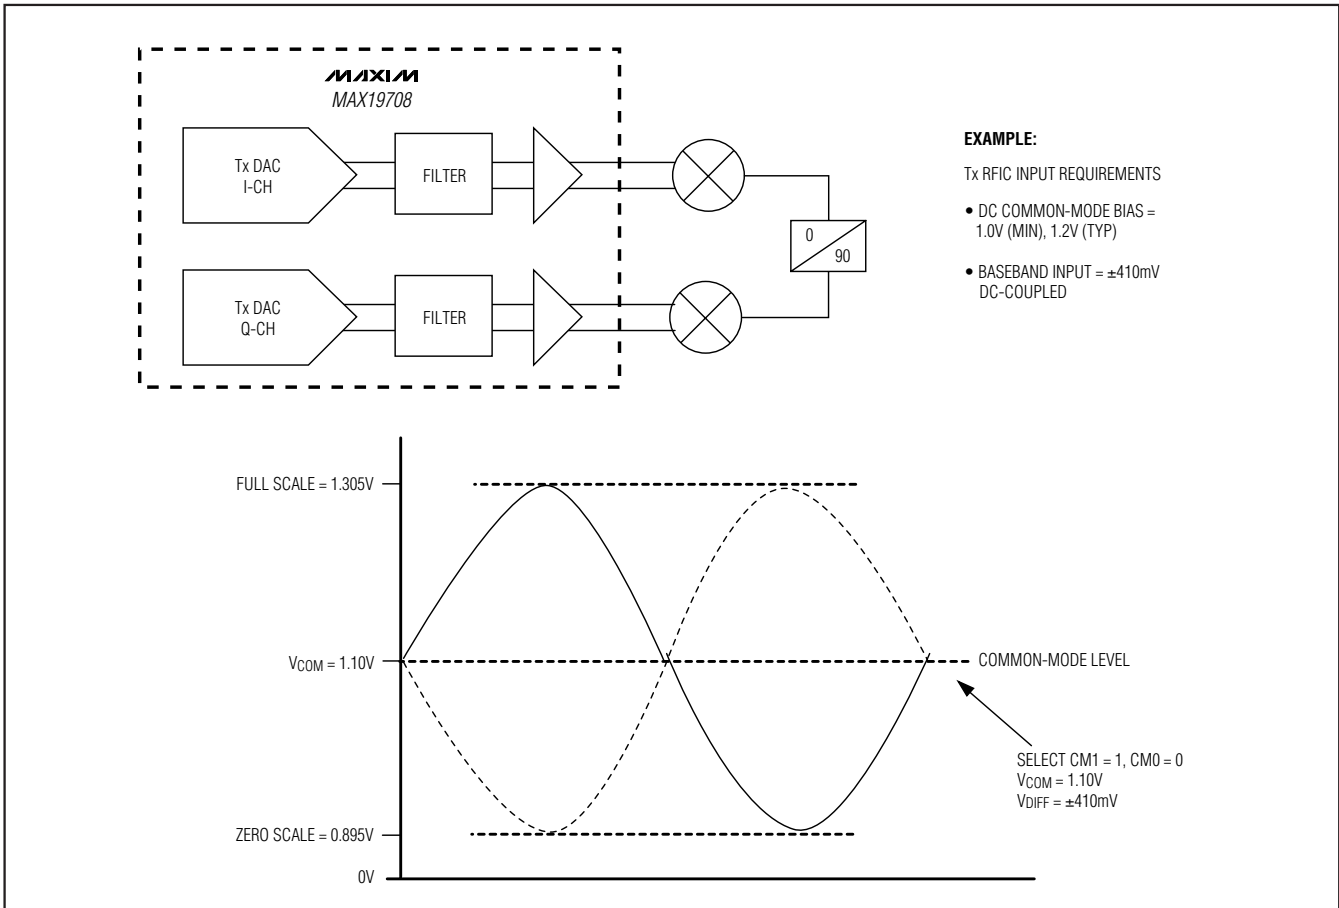 MAXIM
MAX19708
Tx DAC
I-CH
FILTER
Tx DAC
Q-CH
FILTER
0
90
EXAMPLE:
Tx RFIC INPUT REQUIREMENTS
• DC COMMON-MODE BIAS =
1.0V (MIN), 1.2V (TYP)
• BASEBAND INPUT = ±410mV
DC-COUPLED
FULL SCALE = 1.305V
VCOM = 1.10V
COMMON-MODE LEVEL
SELECT CM1 = 1, CM0 = 0
VCOM = 1.10V
VDIFF = ±410mV
ZERO SCALE = 0.895V
0V